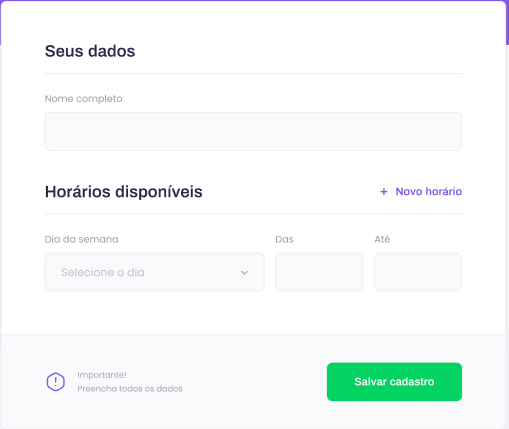 Seus dados
Nome completo
Horários disponíveis
+ Novo horário
Dia da semana
Das
Até
Selecione o dia
Importante!
Preencha todos os dados
Salvar cadastro